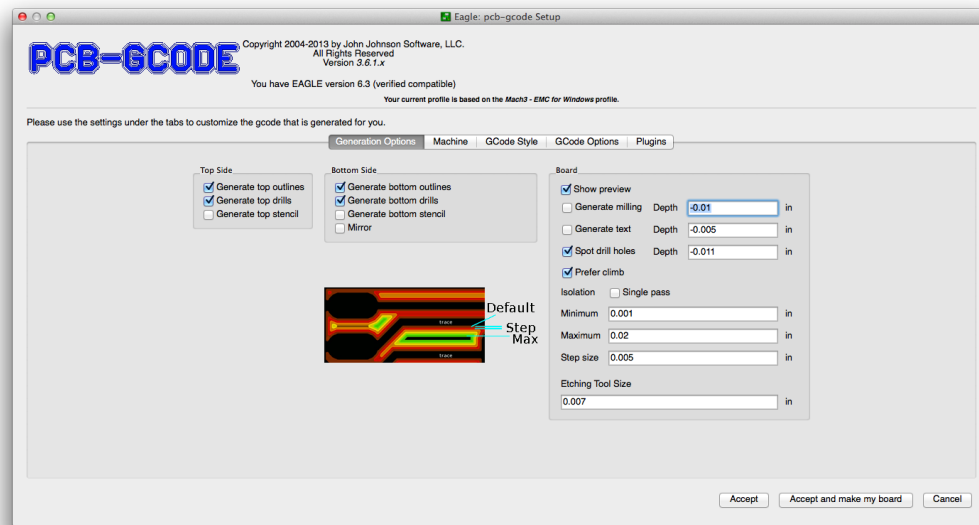 Eagle: pcb-gcode Setup
PCB-GCODE
Copyright 2004-2013 by John Johnson Software, LLC.
All Rights Reserved
Version 3.6.1.x
You have EAGLE version 6.3 (verified compatible)
Your current profile is based on the Mach3 - EMC for Windows profile.
Please use the settings under the tabs to customize the gcode that is generated for you.
Generation Options Machine GCode Style GCode Options Plugins
Top Side
Generate top outlines
Generate top drills
Generate top stencil
Bottom Side
Generate bottom outlines
Generate bottom drills
Generate bottom stencil
Mirror
Default
Step
Max
trace
trace
Board
Show preview
Generate milling Depth -0.01 in
Generate text Depth -0.005 in
Spot drill holes Depth -0.011 in
Prefer climb
Isolation Single pass
Minimum 0.001 in
Maximum 0.02 in
Step size 0.005 in
Etching Tool Size
0.007 in
Accept Accept and make my board Cancel